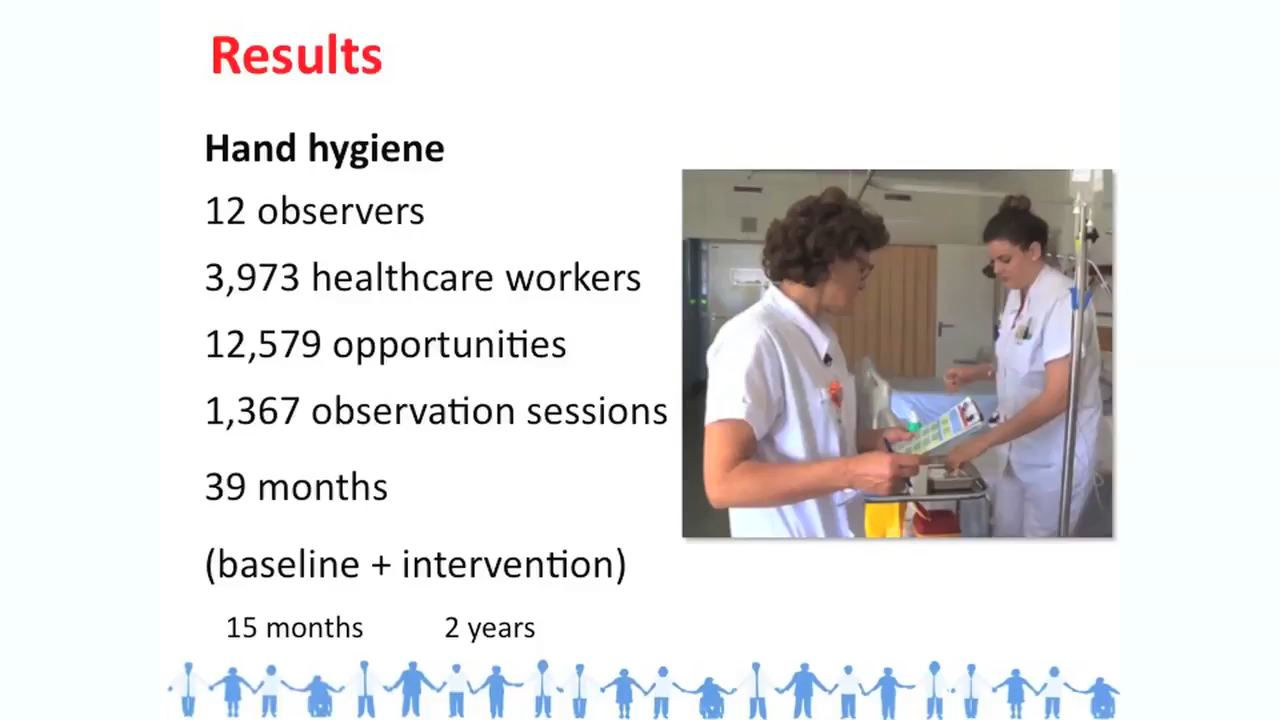 Results
Hand hygiene
12 observers
3,973 healthcare workers
12,579 opportunities
1,367 observation sessions
39 months
(baseline + intervention)
15 months 2 years